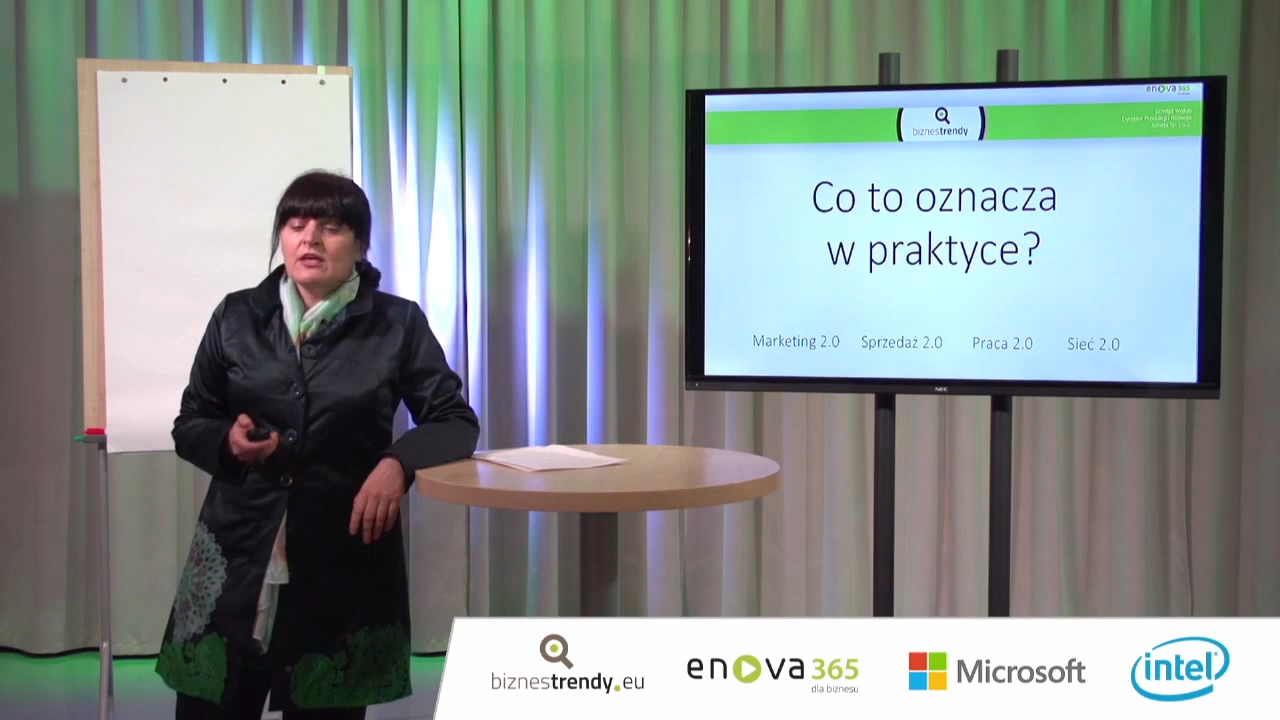 enova365
biznestrendy
Co to oznacza
w praktyce?
Marketing 2.0 Sprzedaż 2.0 Praca 2.0 Sieć 2.0
NEC
biznestrendy.eu
enova365
dla biznesu
Microsoft
intel